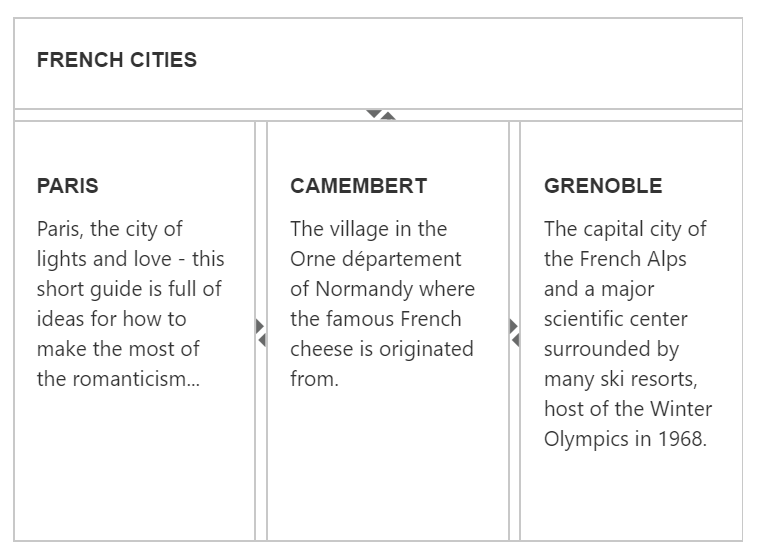 FRENCH CITIES
PARIS
Paris, the city of
lights and love - this
short guide is full of
ideas for how to
make the most of
the romanticism...
CAMEMBERT
The village in the
Orne département
of Normandy where
the famous French
cheese is originated
from.
GRENOBLE
The capital city of
the French Alps
and a major
scientific center
surrounded by
many ski resorts,
host of the Winter
Olympics in 1968.